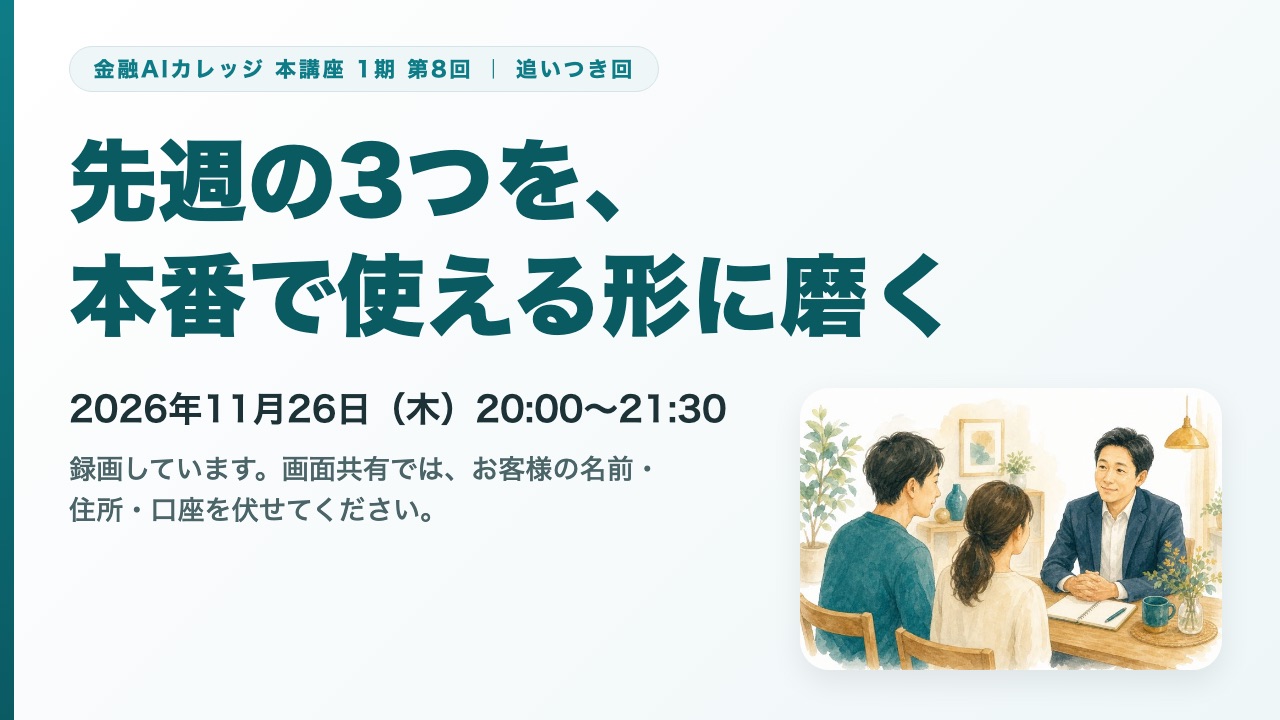 金融AIカレッジ 本講座 1期 第8回 ｜ 追いつき回
先週の3つを、
本番で使える形に磨く
2026年11月26日（木）20:00〜21:30
録画しています。画面共有では、お客様の名前・
住所・口座を伏せてください。